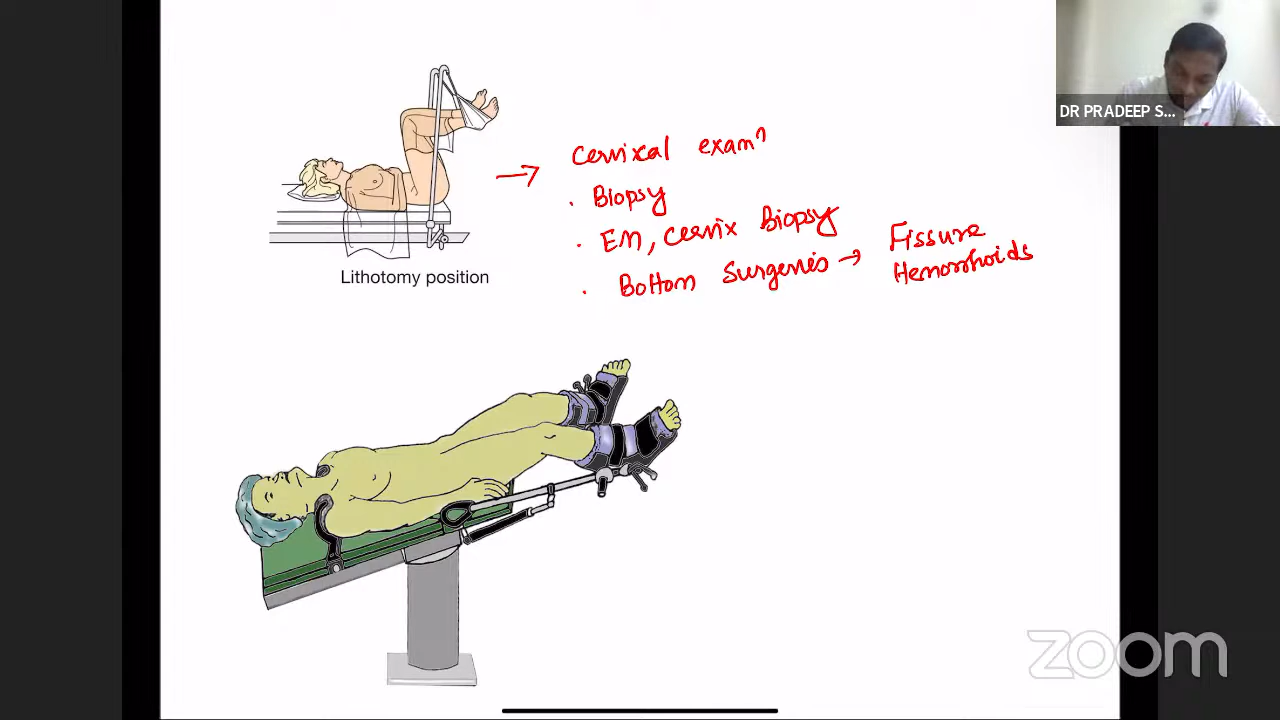 DR PRADEEP S...
Cervical exam?
→
· Biopsy
· EM, Cervix Biopsy
· Bottom Surgeries → Fissure
Hemorrhoids
Lithotomy position
zoom